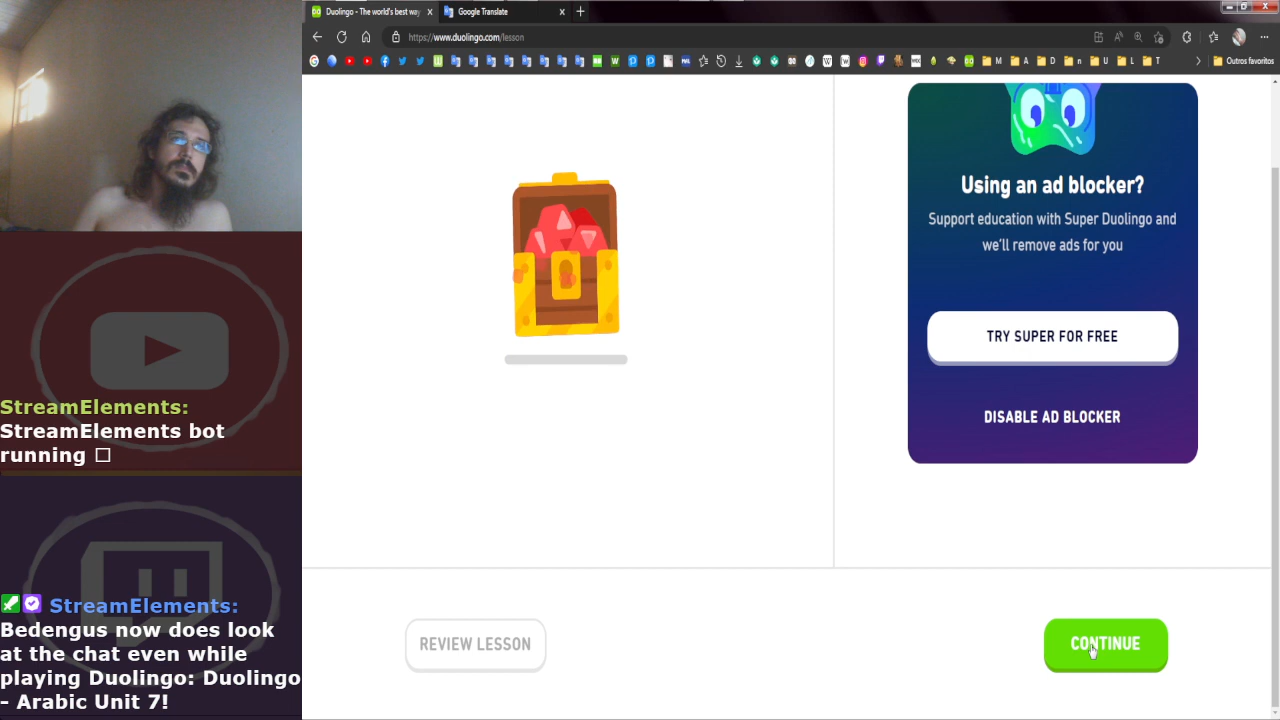 Duolingo - The world's best way
Google Translate
https://www.duolingo.com/lesson
M
A
D
n
U
L
T
Outros favoritos
Using an ad blocker?
Support education with Super Duolingo and
we'll remove ads for you
TRY SUPER FOR FREE
DISABLE AD BLOCKER
REVIEW LESSON
CONTINUE
StreamElements:
StreamElements bot
running
StreamElements:
Bedengus now does look
at the chat even while
playing Duolingo: Duolingo
- Arabic Unit 7!